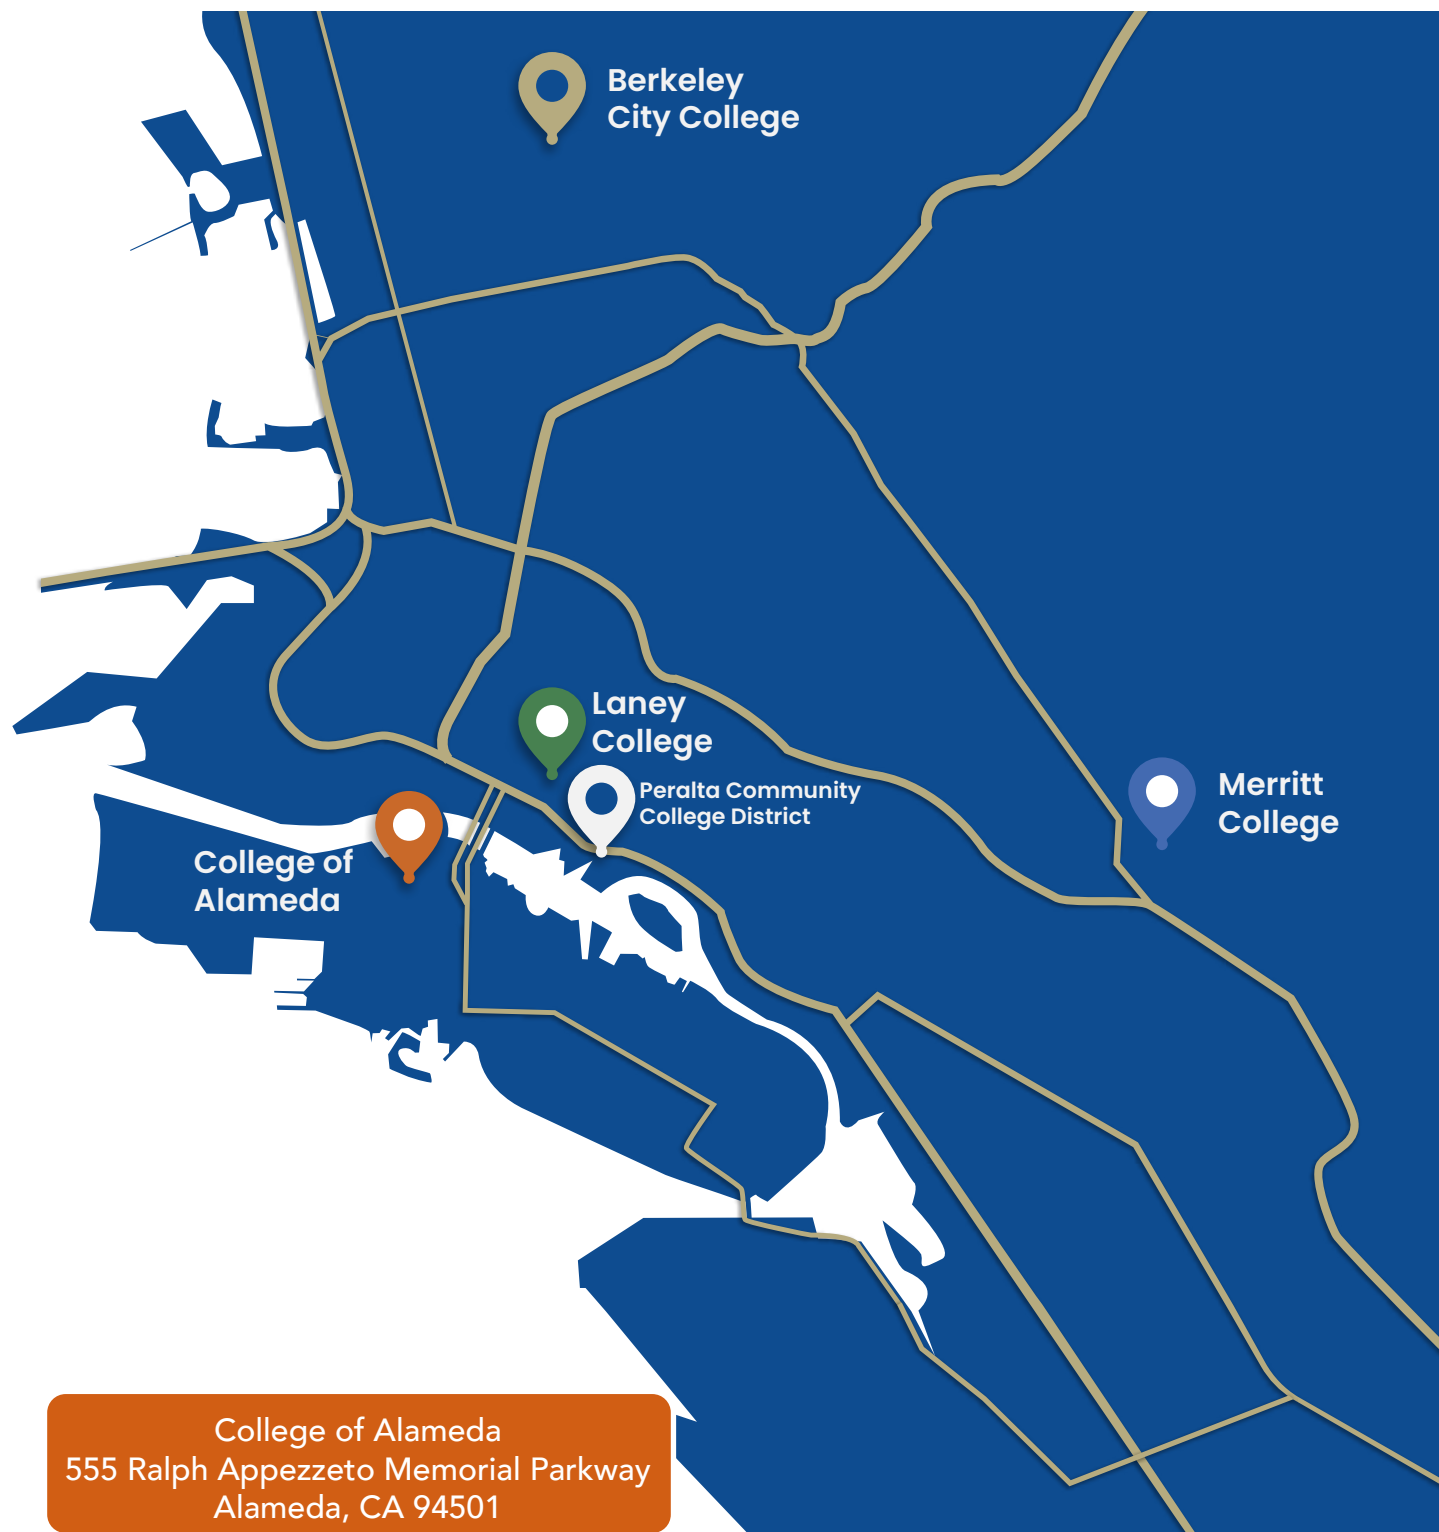 Berkeley
City College
Laney
College
Peralta Community
College District
Merritt
College
College of
Alameda
College of Alameda
555 Ralph Appezzeto Memorial Parkway
Alameda, CA 94501